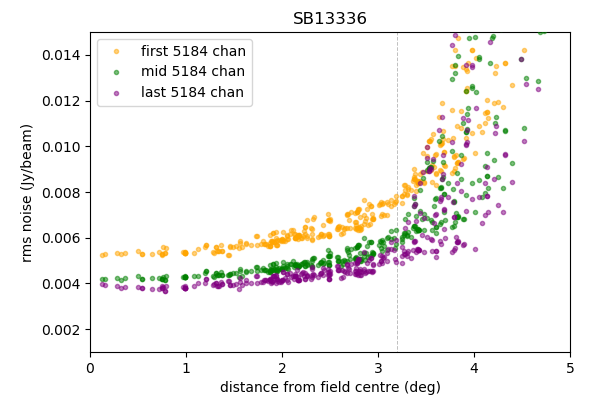 SB13336
first 5184 chan
mid 5184 chan
last 5184 chan
rms noise (Jy/beam)
0.014
0.012
0.010
0.008
0.006
0.004
0.002
0 1 2 3 4 5
distance from field centre (deg)